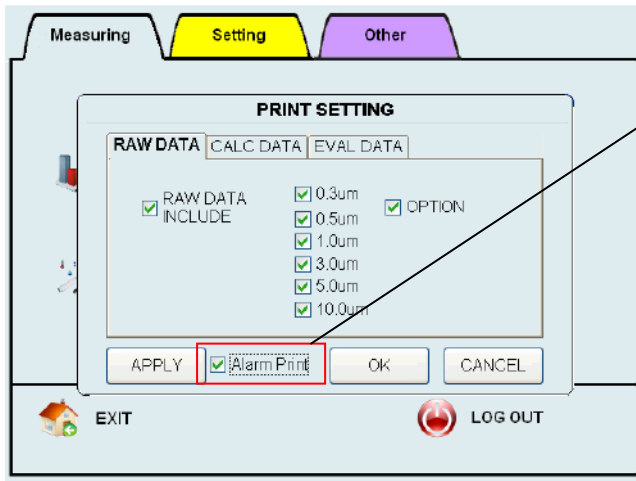 Measuring
Setting
Other
PRINT SETTING
RAW DATA
CALC DATA
EVAL DATA
RAW DATA
INCLUDE
0.3um
0.5um
1.0um
3.0um
5.0um
10.0um
OPTION
APPLY
Alarm Print
OK
CANCEL
EXIT
LOG OUT